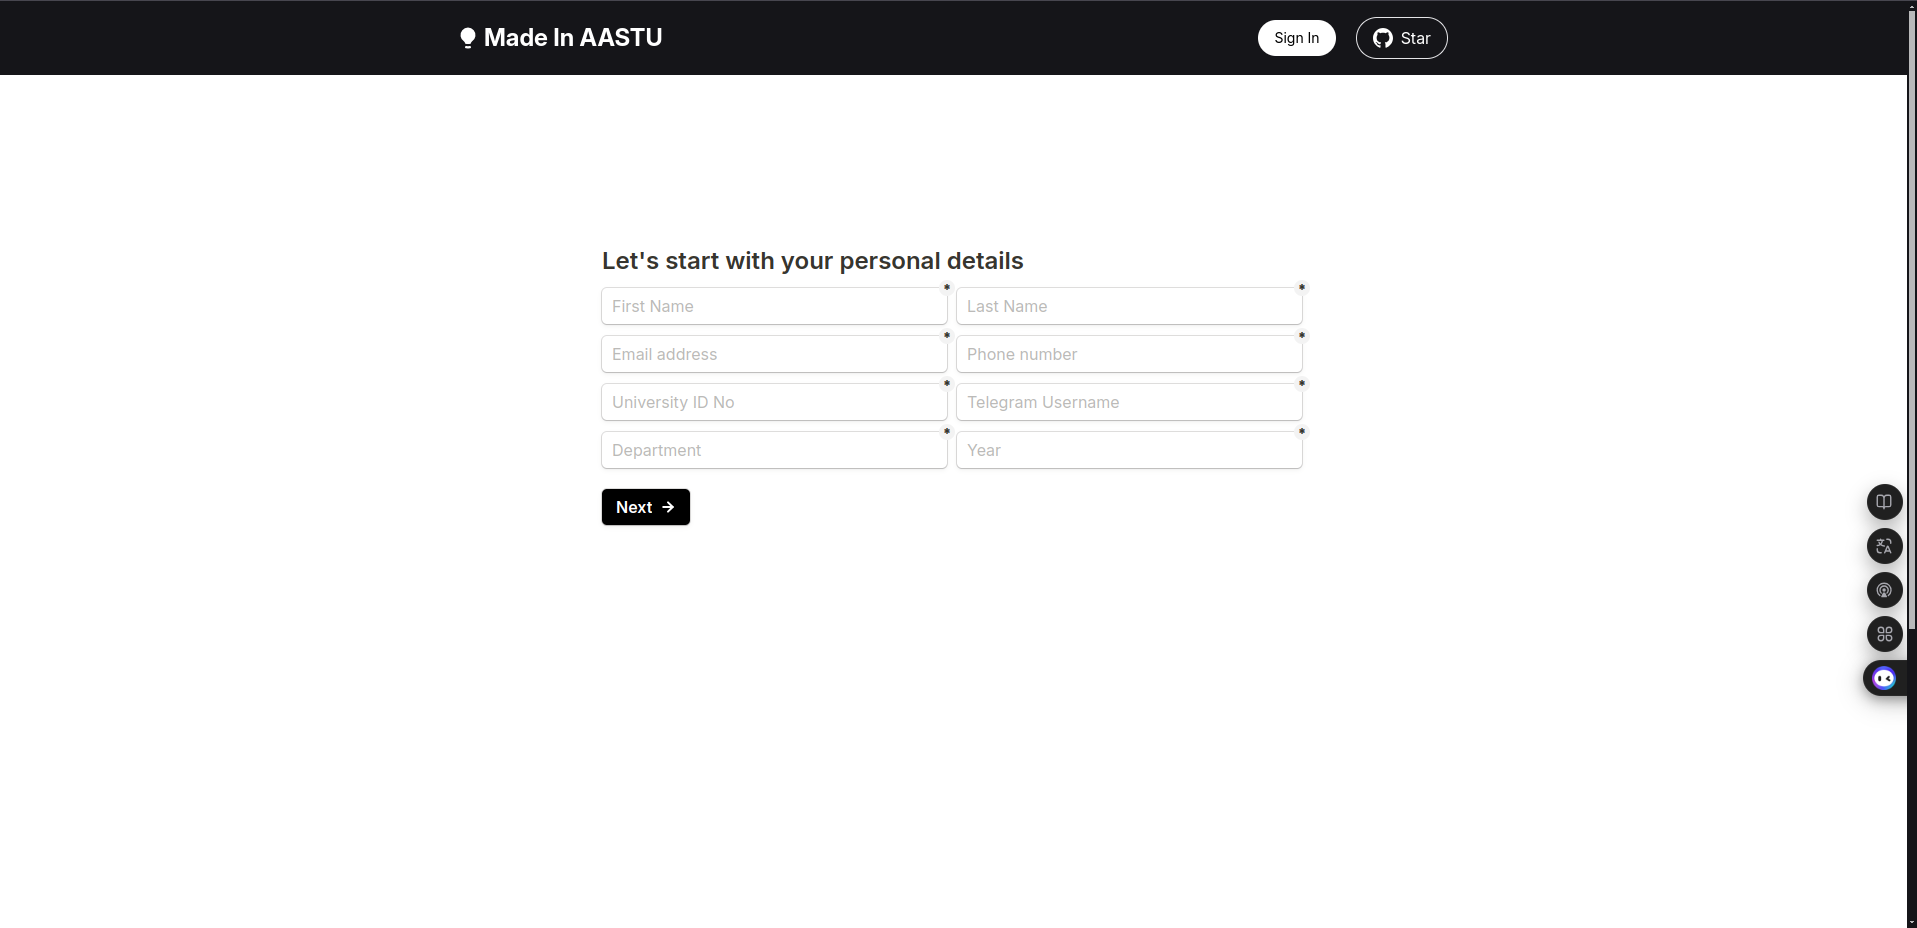 Made In AASTU
Sign In
Star
Let's start with your personal details
First Name *
Last Name *
Email address *
Phone number *
University ID No *
Telegram Username *
Department *
Year *
Next →